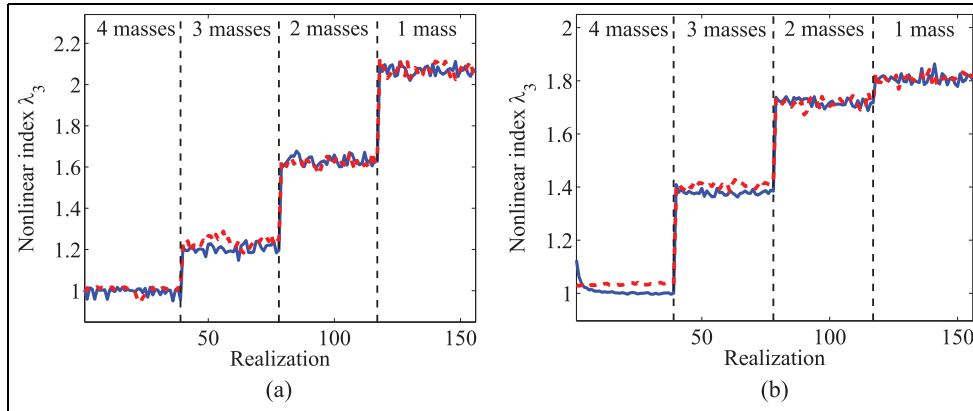 4 masses 3 masses 2 masses 1 mass
2.2
2
1.8
1.6
1.4
1.2
1
Nonlinear index λ3
50 100 150
Realization
(a)
4 masses 3 masses 2 masses 1 mass
2
1.8
1.6
1.4
1.2
1
Nonlinear index λ3
50 100 150
Realization
(b)